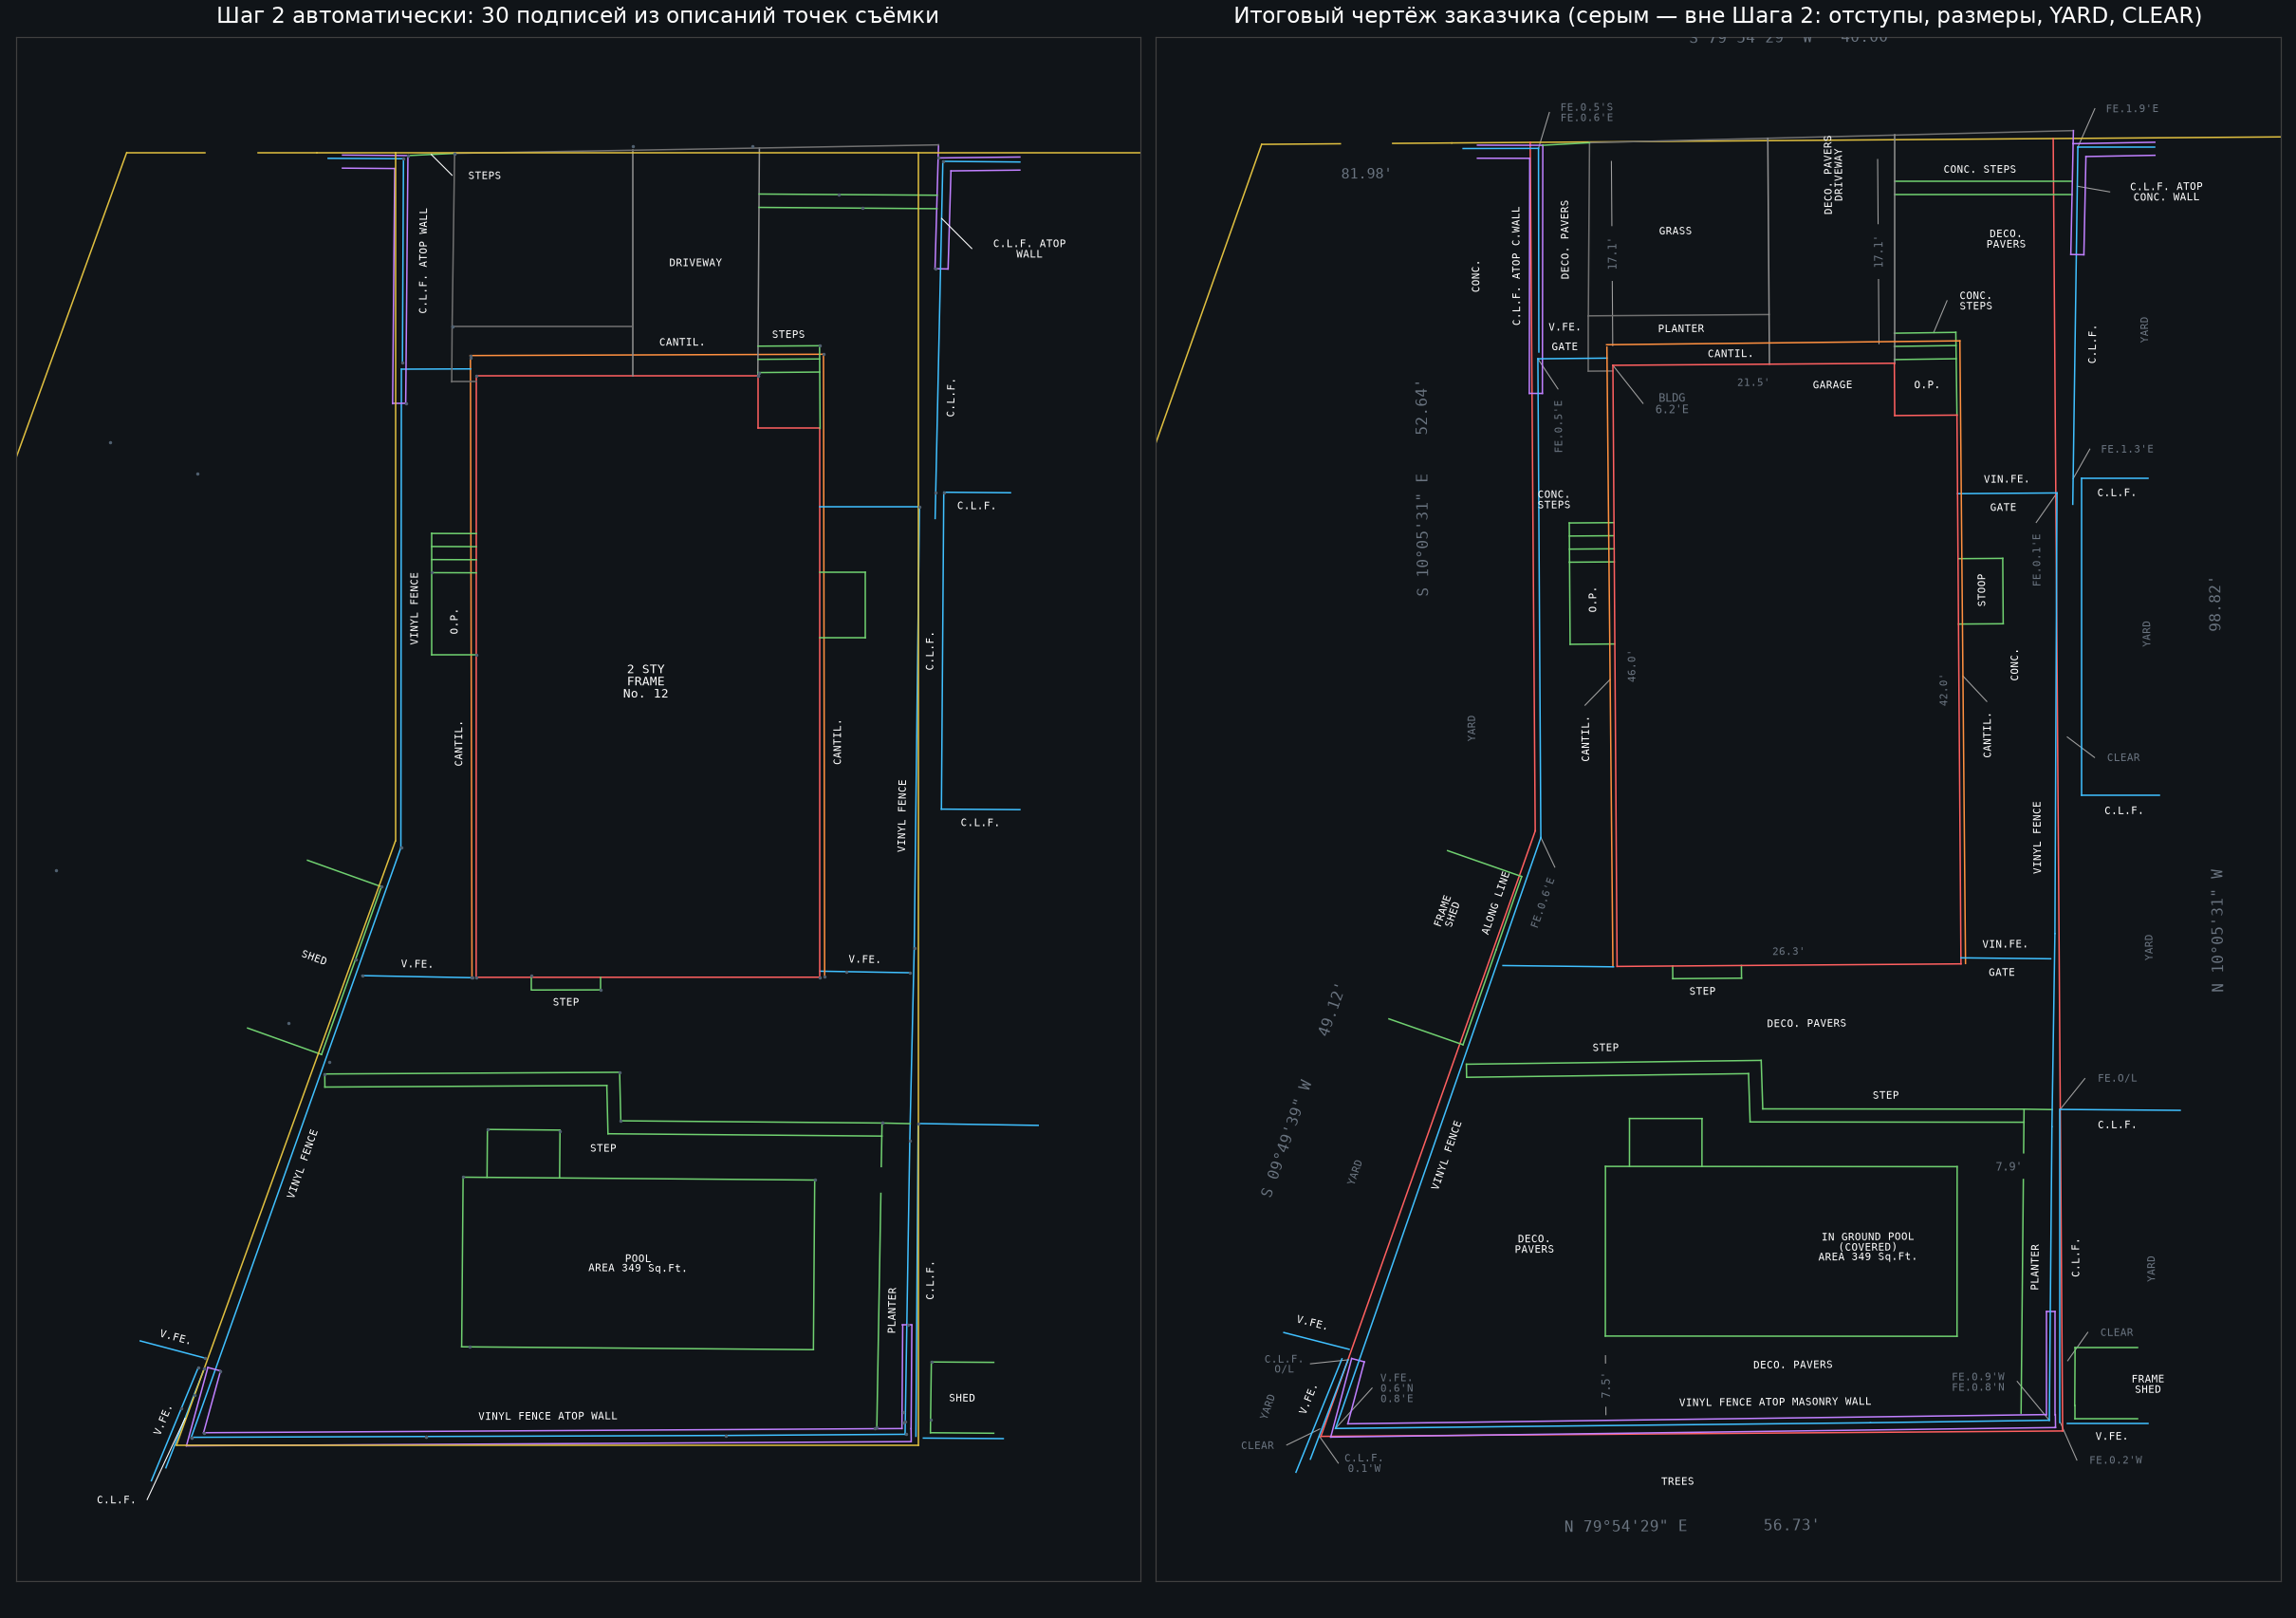 Шаг 2 автоматически: 30 подписей из описаний точек съёмки
STEPS
C.L.F. ATOP WALL
C.L.F. ATOP
WALL
DRIVEWAY
STEPS
CANTIL.
C.L.F.
C.L.F.
VINYL FENCE
O.P.
C.L.F.
2 STY
FRAME
No. 12
CANTIL.
CANTIL.
VINYL FENCE
C.L.F.
SHED
V.FE.
V.FE.
STEP
STEP
VINYL FENCE
POOL
AREA 349 Sq.Ft.
C.L.F.
PLANTER
V.FE.
V.FE.
SHED
VINYL FENCE ATOP WALL
C.L.F.
Итоговый чертёж заказчика (серым — вне Шага 2: отступы, размеры, YARD, CLEAR)
S 79°54'29" W 40.00'
FE.0.5'S
FE.0.6'E
FE.1.9'E
81.98'
DECO. PAVERS
DRIVEWAY
CONC. STEPS
C.L.F. ATOP
CONC. WALL
GRASS
DECO. PAVERS
C.L.F. ATOP C.WALL
CONC.
17.1'
17.1'
DECO.
PAVERS
CONC.
STEPS
V.FE.
GATE
PLANTER
CANTIL.
YARD
C.L.F.
21.5'
GARAGE
O.P.
BLDG
6.2'E
FE.0.5'E
52.64'
S 10°05'31" E
FE.1.3'E
VIN.FE.
GATE
C.L.F.
CONC.
STEPS
FE.0.1'E
STOOP
O.P.
98.82'
YARD
46.0'
42.0'
CONC.
YARD
CANTIL.
CANTIL.
CLEAR
C.L.F.
VINYL FENCE
FRAME
SHED
ALONG LINE
FE.0.6'E
26.3'
VIN.FE.
GATE
YARD
N 10°05'31" W
STEP
49.12'
DECO. PAVERS
STEP
FE.O/L
STEP
C.L.F.
S 09°49'39" W
YARD
VINYL FENCE
7.9'
DECO.
PAVERS
IN GROUND POOL
(COVERED)
AREA 349 Sq.Ft.
PLANTER
C.L.F.
YARD
V.FE.
CLEAR
C.L.F.
O/L
V.FE.
YARD
V.FE.
0.6'N
0.8'E
7.5'
DECO. PAVERS
FE.0.9'W
FE.0.8'N
FRAME
SHED
VINYL FENCE ATOP MASONRY WALL
CLEAR
C.L.F.
0.1'W
V.FE.
FE.0.2'W
TREES
N 79°54'29" E 56.73'